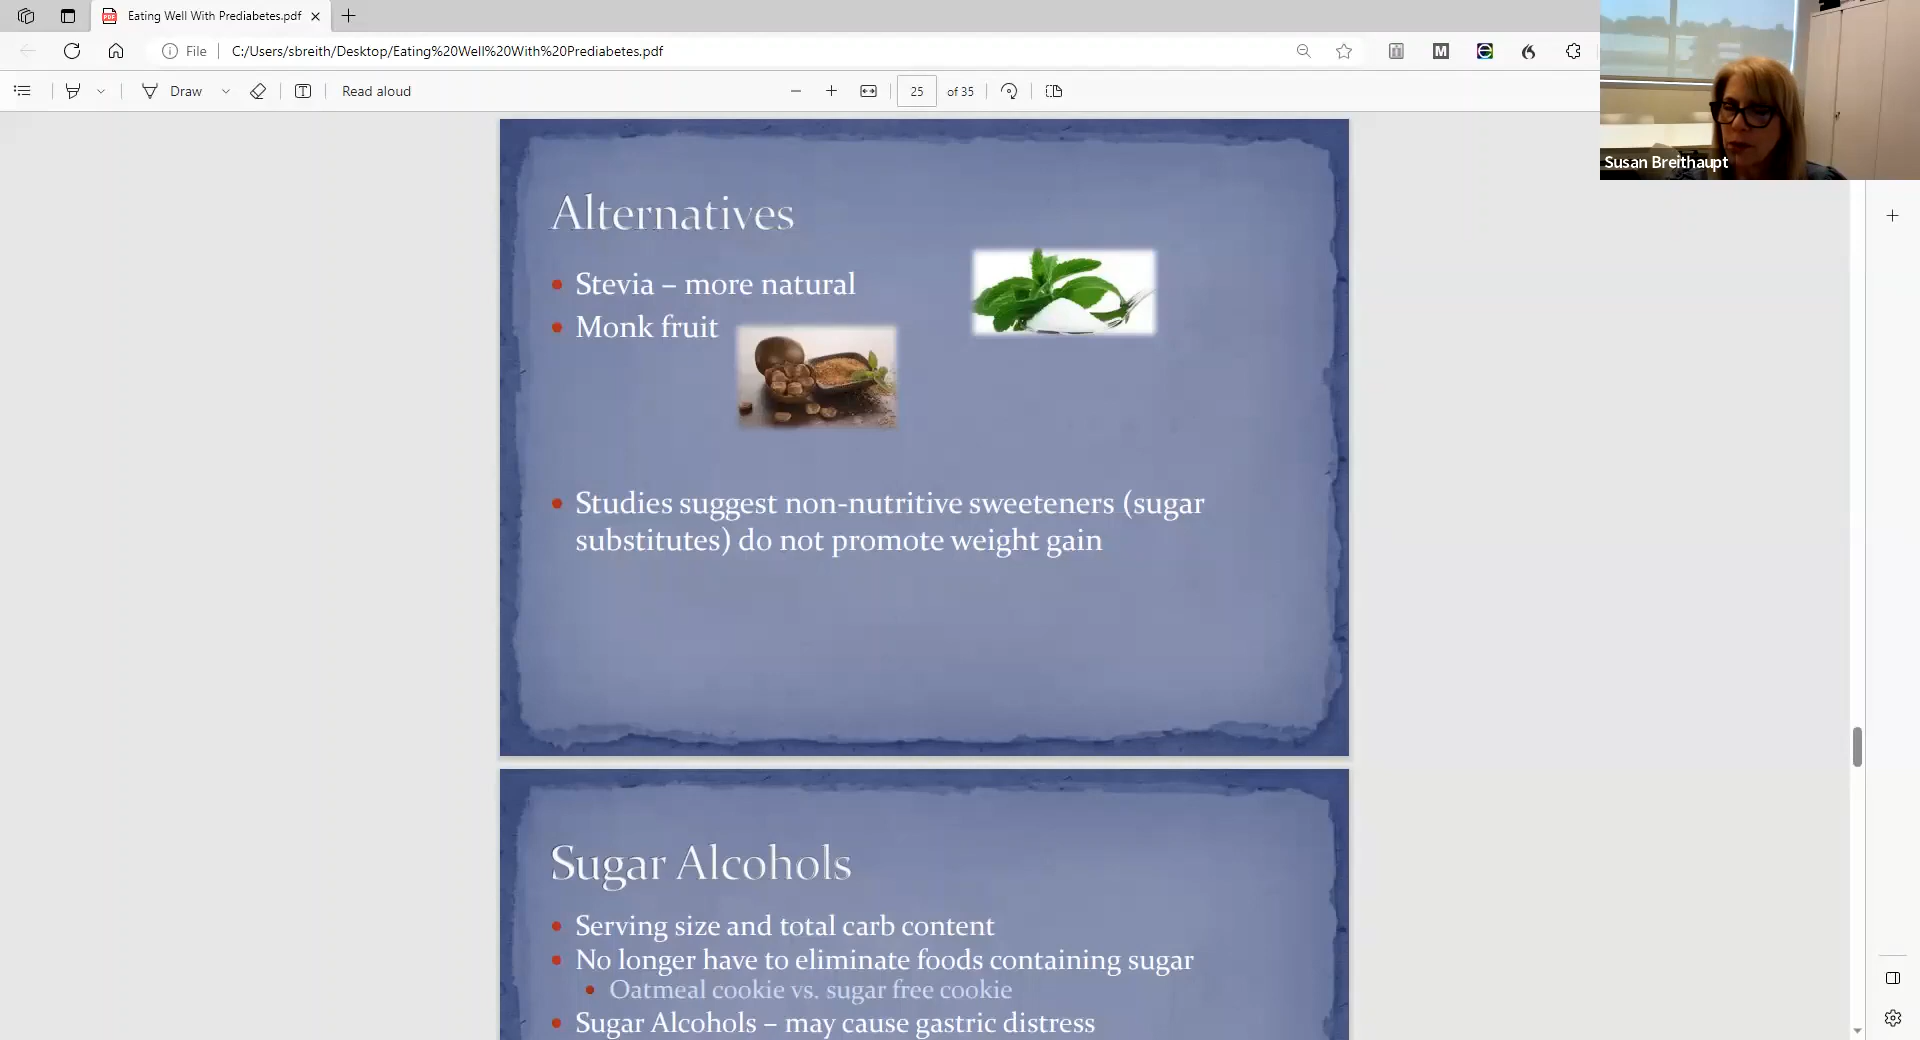 Eating Well With Prediabetes.pdf
File
C:/Users/sbreith/Desktop/Eating%20Well%20With%20Prediabetes.pdf
Draw
Read aloud
25
of 35
Susan Breithaupt
Alternatives
Stevia – more natural
Monk fruit
Studies suggest non-nutritive sweeteners (sugar
substitutes) do not promote weight gain
Sugar Alcohols
Serving size and total carb content
No longer have to eliminate foods containing sugar
Oatmeal cookie vs. sugar free cookie
Sugar Alcohols – may cause gastric distress